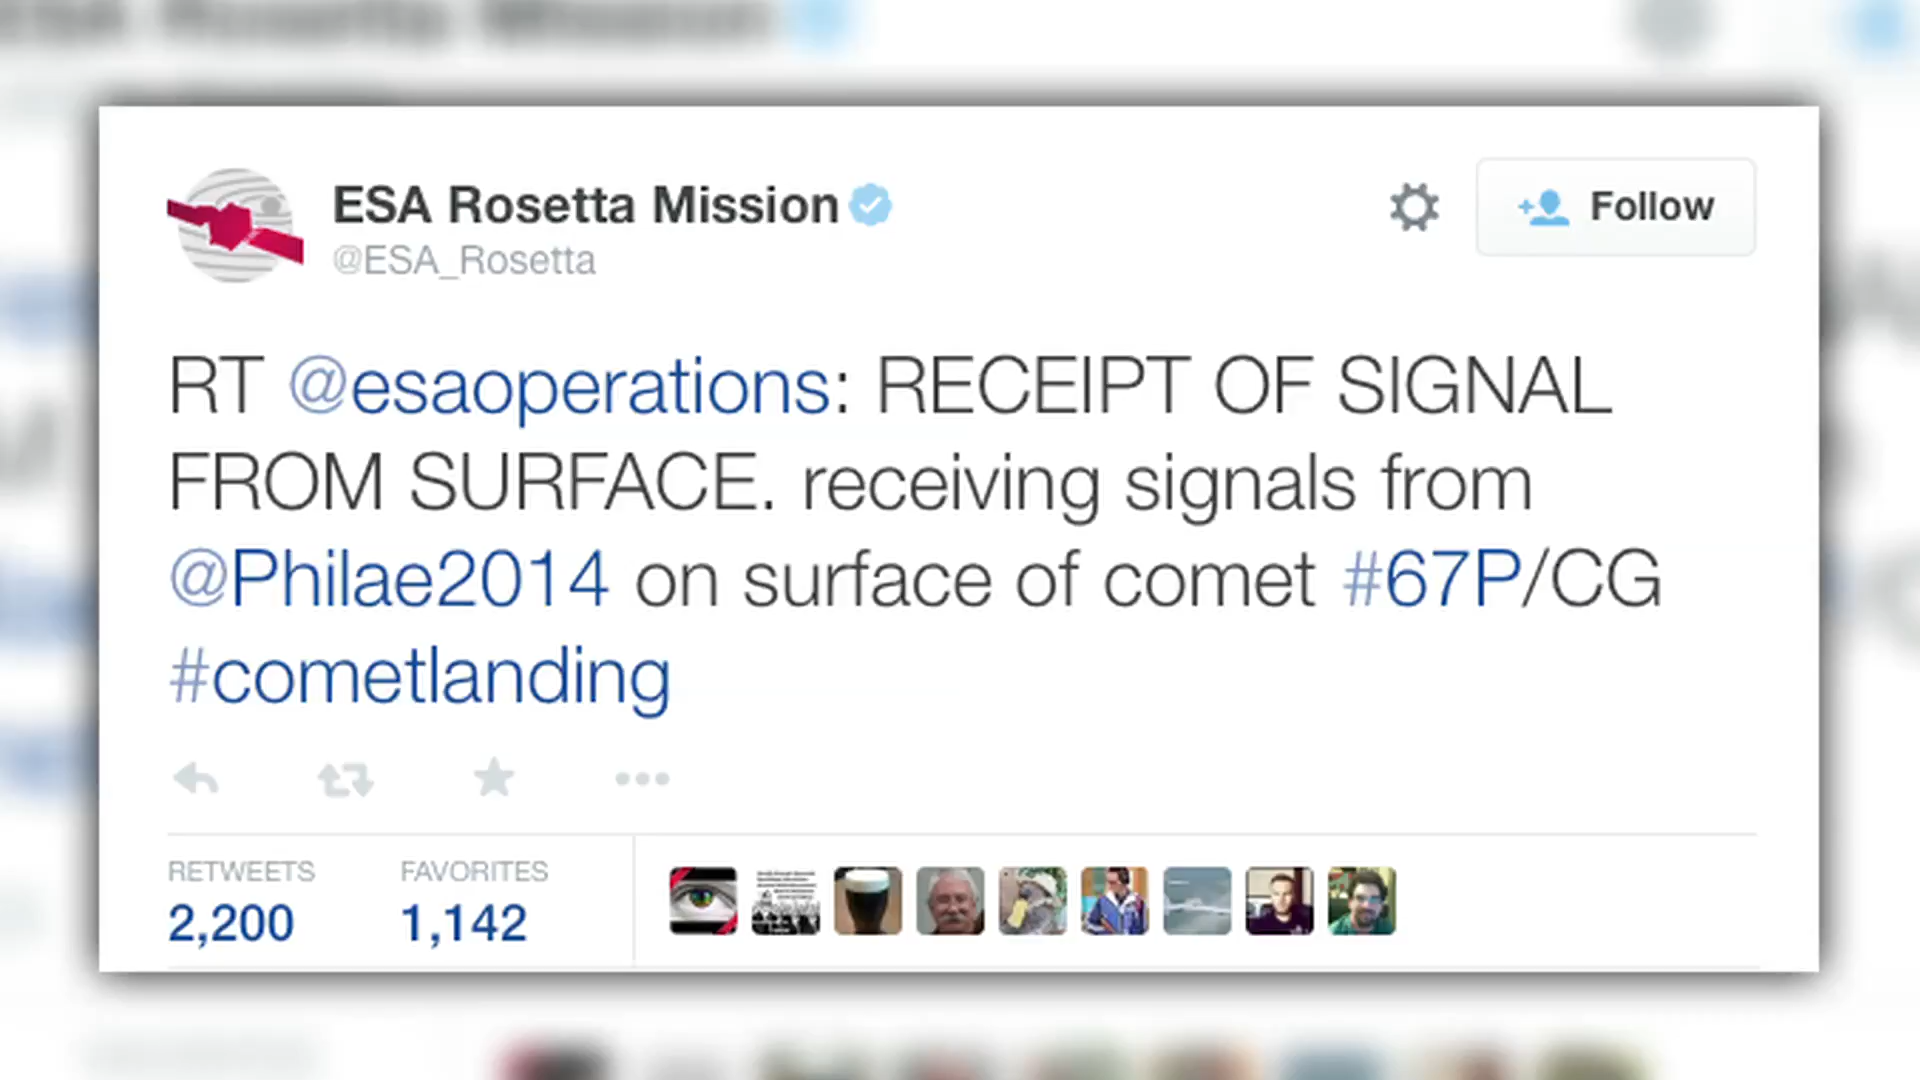 ESA Rosetta Mission
@ESA_Rosetta
Follow
RT @esaoperations: RECEIPT OF SIGNAL
FROM SURFACE. receiving signals from
@Philae2014 on surface of comet #67P/CG
#cometlanding
RETWEETS
2,200
FAVORITES
1,142